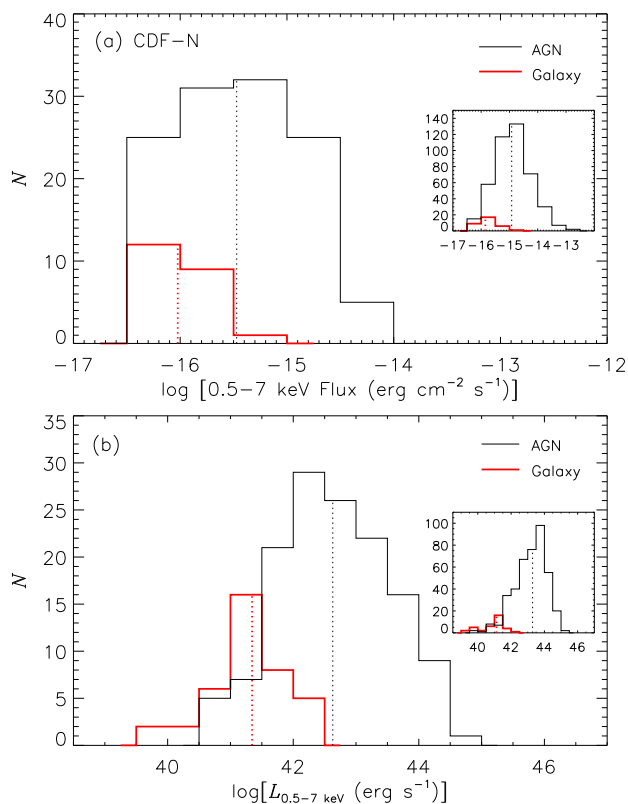 (a) CDF-N
AGN
Galaxy
40
30
20
10
0
N
140
120
100
80
60
40
20
0
-17 -16 -15 -14 -13
-17 -16 -15 -14 -13 -12
log [0.5-7 keV Flux (erg cm⁻² s⁻¹)]
(b)
AGN
Galaxy
35
30
25
20
15
10
5
0
N
100
80
60
40
20
0
40 42 44 46
40 42 44 46
log[L₀.₅₋₇ ₖₑᵥ (erg s⁻¹)]